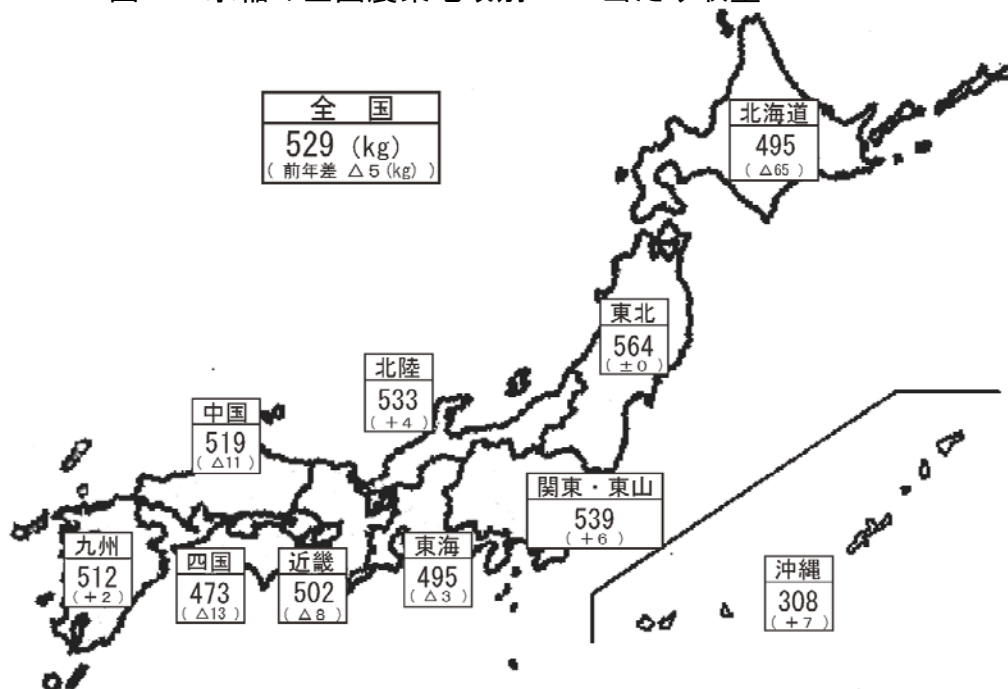 全国
529 (kg)
( 前年差 △5(kg) )
北海道
495
( △65 )
東北
564
( ±0 )
北陸
533
( +4 )
中国
519
( △11 )
関東・東山
539
( +6 )
九州
512
( +2 )
四国
473
( △13 )
近畿
502
( △8 )
東海
495
( △3 )
沖縄
308
( +7 )